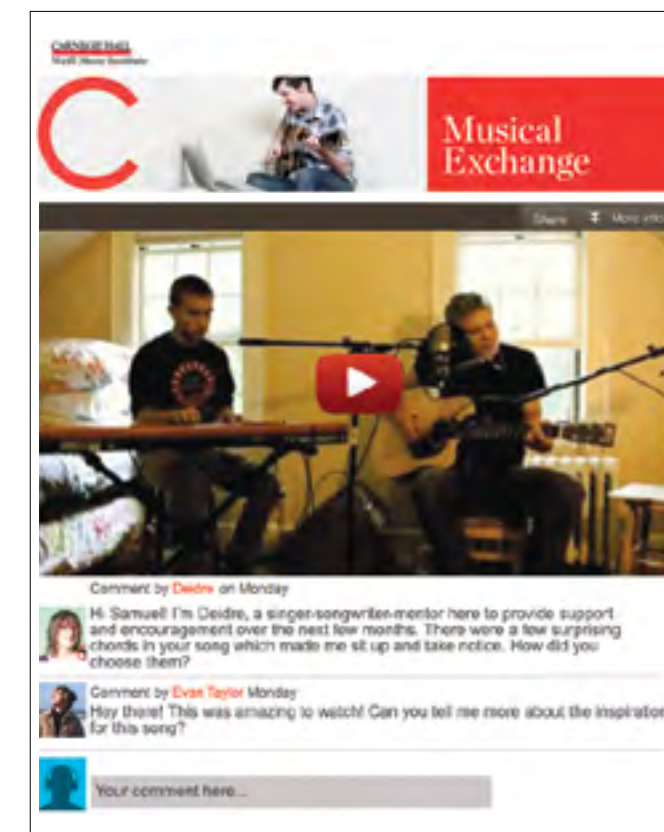 CARNEGIE HALL
Weill Music Institute
C
Musical
Exchange
Share More info
Comment by Deidre on Monday
Hi Samuel! I'm Deidre, a singer-songwriter-mentor here to provide support
and encouragement over the next few months. There were a few surprising
chords in your song which made me sit up and take notice. How did you
choose them?
Comment by Evan Taylor Monday
Hey there! This was amazing to watch! Can you tell me more about the inspiration
for this song?
Your comment here...